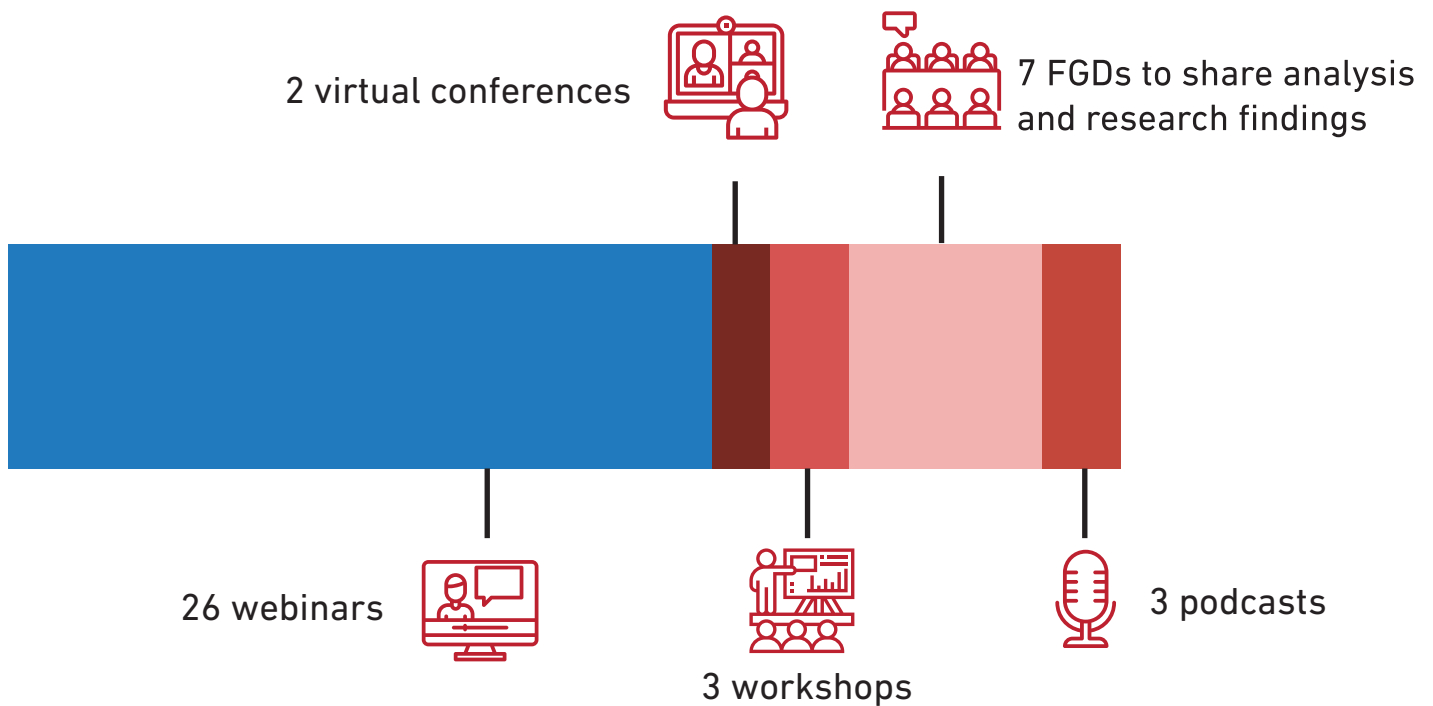 2 virtual conferences
7 FGDs to share analysis
and research findings
26 webinars
3 workshops
3 podcasts